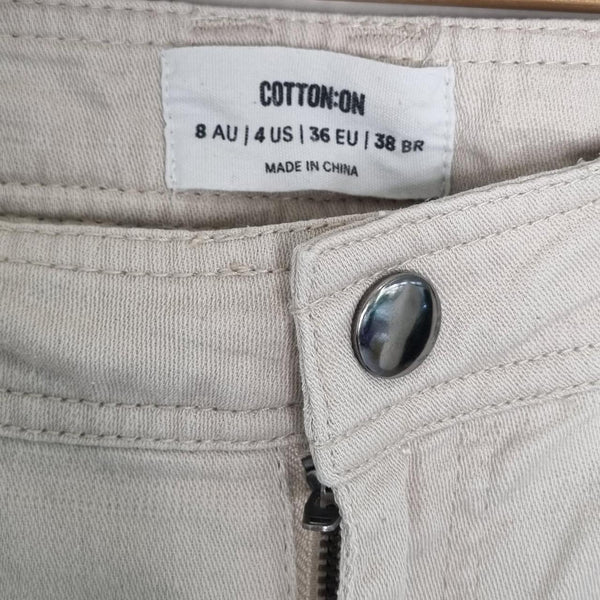 COTTON:ON
8 AU | 4 US | 36 EU | 38 BR
MADE IN CHINA